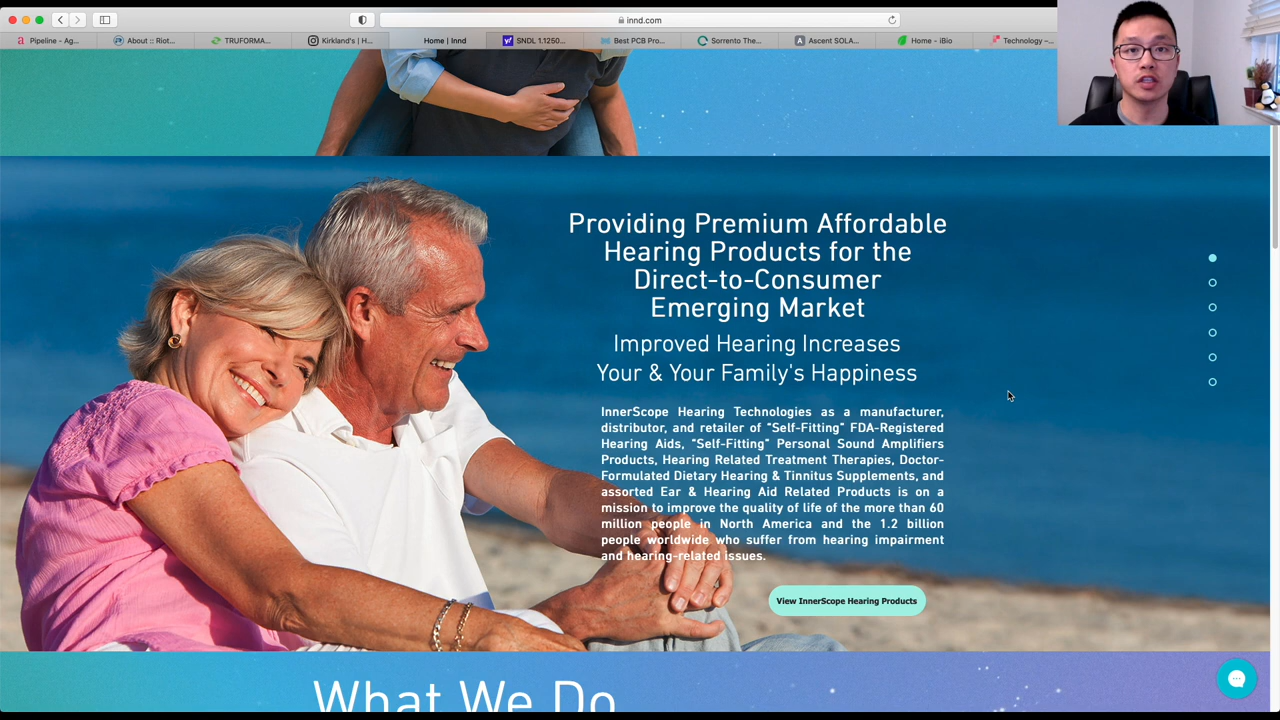 innd.com
Pipeline - Ag...
About :: Riot...
TRUFORMA...
Kirkland's | H...
Home | Innd
SNDL 1.1250...
Best PCB Pro...
Sorrento The...
Ascent SOLA...
Home - iBio
Technology –...
Providing Premium Affordable
Hearing Products for the
Direct-to-Consumer
Emerging Market
Improved Hearing Increases
Your & Your Family's Happiness
InnerScope Hearing Technologies as a manufacturer,
distributor, and retailer of "Self-Fitting" FDA-Registered
Hearing Aids, "Self-Fitting" Personal Sound Amplifiers
Products, Hearing Related Treatment Therapies, Doctor-
Formulated Dietary Hearing & Tinnitus Supplements, and
assorted Ear & Hearing Aid Related Products is on a
mission to improve the quality of life of the more than 60
million people in North America and the 1.2 billion
people worldwide who suffer from hearing impairment
and hearing-related issues.
View InnerScope Hearing Products
What We Do